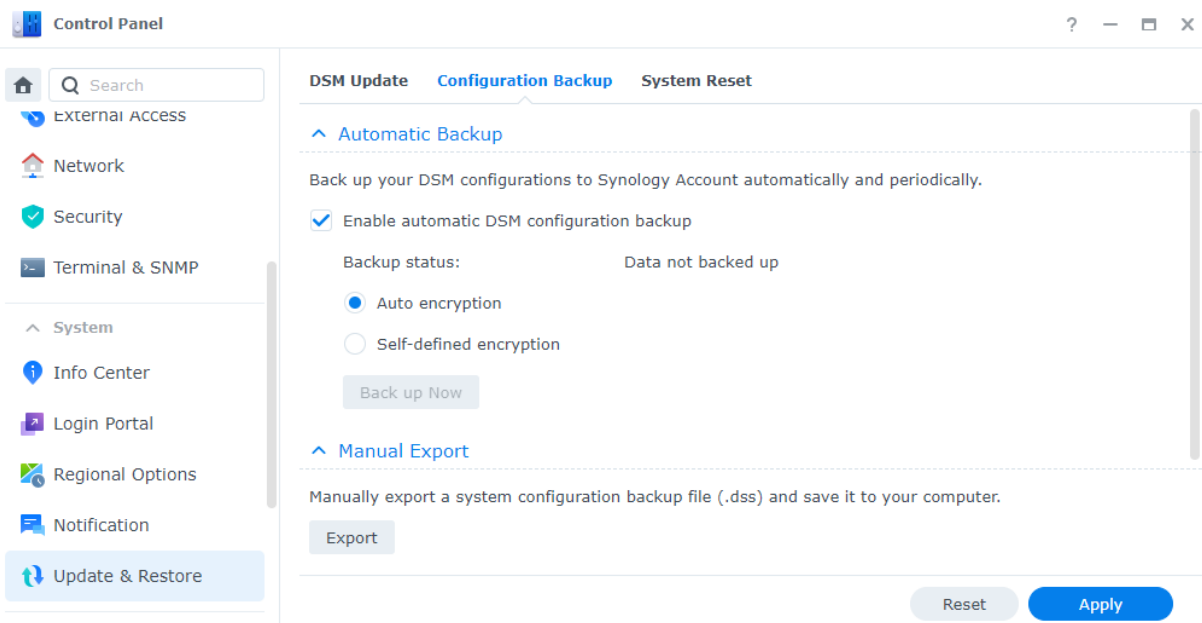 Control Panel
?
Search
External Access
Network
Security
Terminal & SNMP
System
Info Center
Login Portal
Regional Options
Notification
Update & Restore
DSM Update Configuration Backup System Reset
Automatic Backup
Back up your DSM configurations to Synology Account automatically and periodically.
Enable automatic DSM configuration backup
Backup status: Data not backed up
Auto encryption
Self-defined encryption
Back up Now
Manual Export
Manually export a system configuration backup file (.dss) and save it to your computer.
Export
Reset Apply